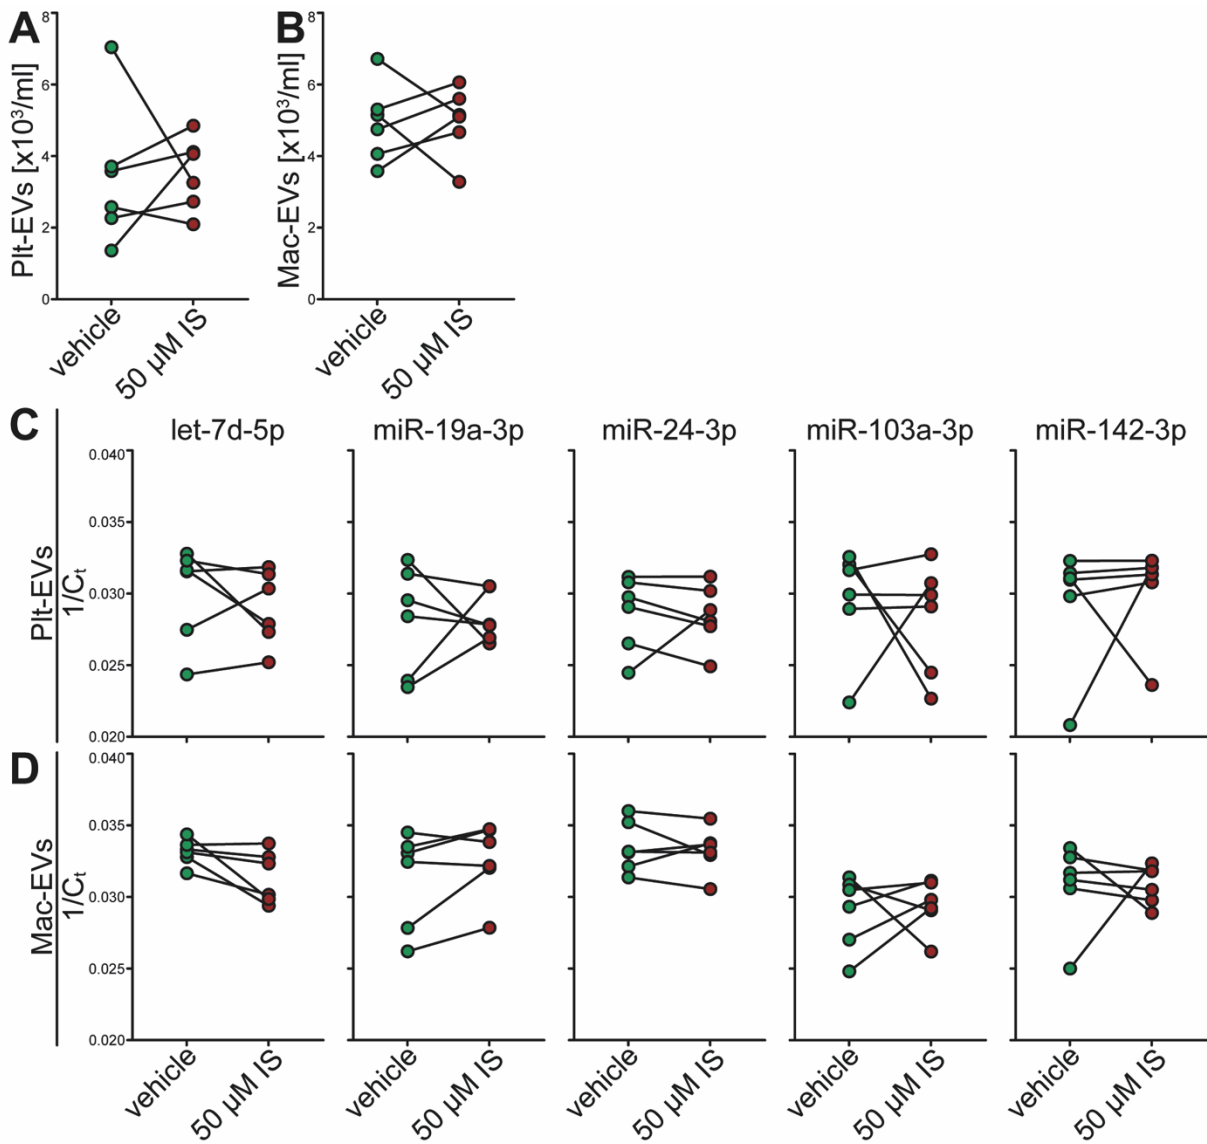 A
Plt-EVs [x10³/ml]
8
6
4
2
0
vehicle
50 µM IS
B
Mac-EVs [x10³/ml]
8
6
4
2
0
vehicle
50 µM IS
C
let-7d-5p
miR-19a-3p
miR-24-3p
miR-103a-3p
miR-142-3p
Plt-EVs
1/Cₜ
0.040
0.035
0.030
0.025
0.020
D
Mac-EVs
1/Cₜ
0.040
0.035
0.030
0.025
0.020
vehicle
50 µM IS
vehicle
50 µM IS
vehicle
50 µM IS
vehicle
50 µM IS
vehicle
50 µM IS